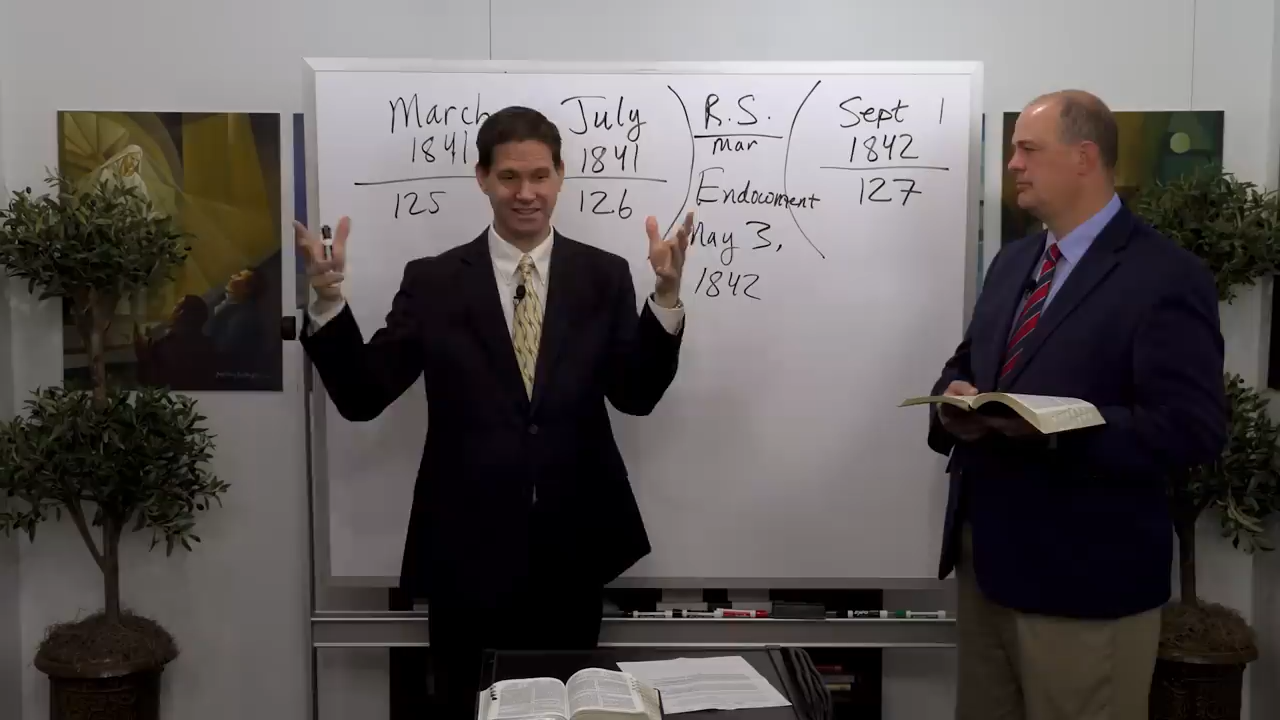 March
1841
125
July
1841
126
R.S.
Mar
Endowment
May 3,
1842
Sept 1
1842
127